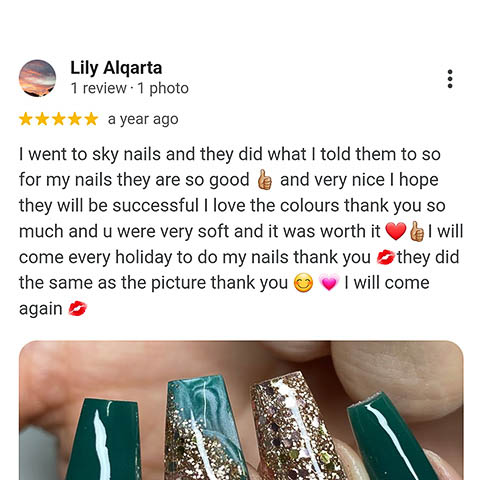 Lily Alqarta
1 review · 1 photo
★★★★★ a year ago
I went to sky nails and they did what I told them to so
for my nails they are so good 👍🏽 and very nice I hope
they will be successful I love the colours thank you so
much and u were very soft and it was worth it ❤️👍🏽I will
come every holiday to do my nails thank you 💋they did
the same as the picture thank you 😊 💗 I will come
again 💋